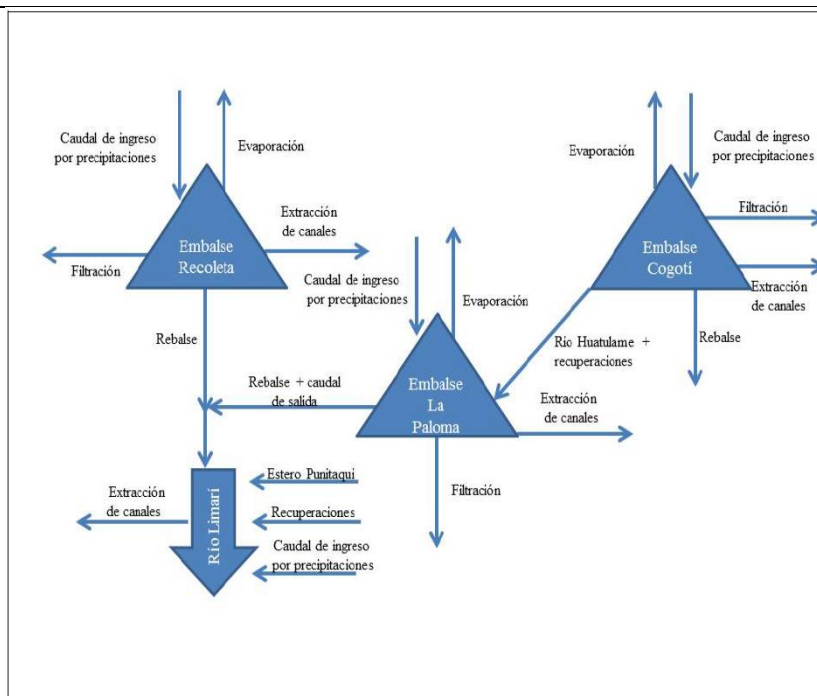 Caudal de ingreso
por precipitaciones
Evaporación
Embalse
Recoleta
Filtración
Extracción
de canales
Rebalse
Caudal de ingreso
por precipitaciones
Evaporación
Embalse
La
Paloma
Rebalse + caudal
de salida
Extracción
de canales
Filtración
Evaporación
Caudal de ingreso
por precipitaciones
Embalse
Cogotí
Filtración
Extracción
de canales
Rebalse
Río Huatulame +
recuperaciones
Río Limarí
Extracción
de canales
Estero Punitaqui
Recuperaciones
Caudal de ingreso
por precipitaciones